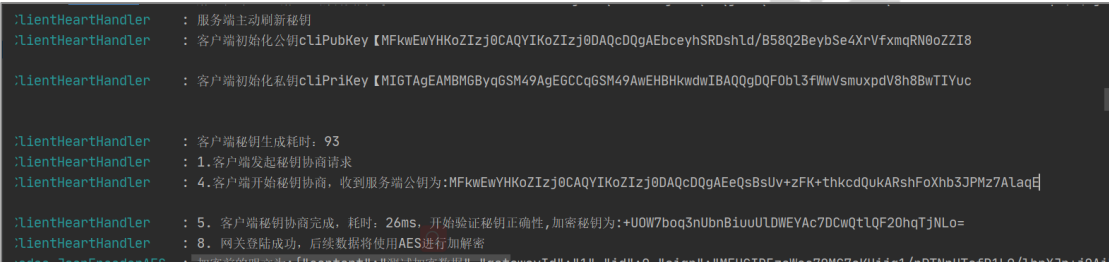 ClientHeartHandler : 服务端主动刷新秘钥
ClientHeartHandler : 客户端初始化公钥cliPubKey【MFkwEwYHKoZIzj0CAQYIKoZIzj0DAQcDQgAEbceyhSRDshld/B58Q2BeybSe4XrVfxmqRN0oZZI8
ClientHeartHandler : 客户端初始化私钥cliPriKey【MIGTAgEAMBMGByqGSM49AgEGCCqGSM49AwEHBHkwdwIBAQQgDQFObl3fWwVsmuxpdV8h8BwTIYuc
ClientHeartHandler : 客户端秘钥生成耗时：93
ClientHeartHandler : 1.客户端发起秘钥协商请求
ClientHeartHandler : 4.客户端开始秘钥协商，收到服务端公钥为:MFkwEwYHKoZIzj0CAQYIKoZIzj0DAQcDQgAEeQsBsUv+zFK+thkcdQukARshFoXhb3JPMz7AlaqE
ClientHeartHandler : 5. 客户端秘钥协商完成，耗时：26ms，开始验证秘钥正确性,加密秘钥为:+UOW7boq3nUbnBiuuUlDWEYAc7DCwQtlQF2OhqTjNLo=
ClientHeartHandler : 8. 网关登陆成功，后续数据将使用AES进行加解密